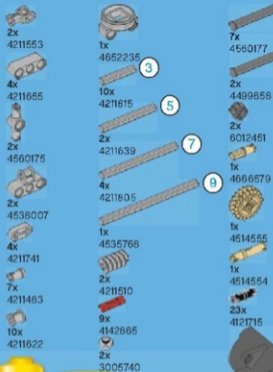 2x
4211553
4x
4211655
2x
4560175
2x
4538007
4x
4211741
7x
4211483
10x
4211622
1x
4652235
3
10x
4211815
5
2x
4211639
7
4x
4211805
9
1x
4535768
2x
4211510
9x
4142865
2x
3005740
7x
4560177
2x
4499858
2x
6012451
1x
4666579
1x
4514555
1x
4514554
23x
4121715